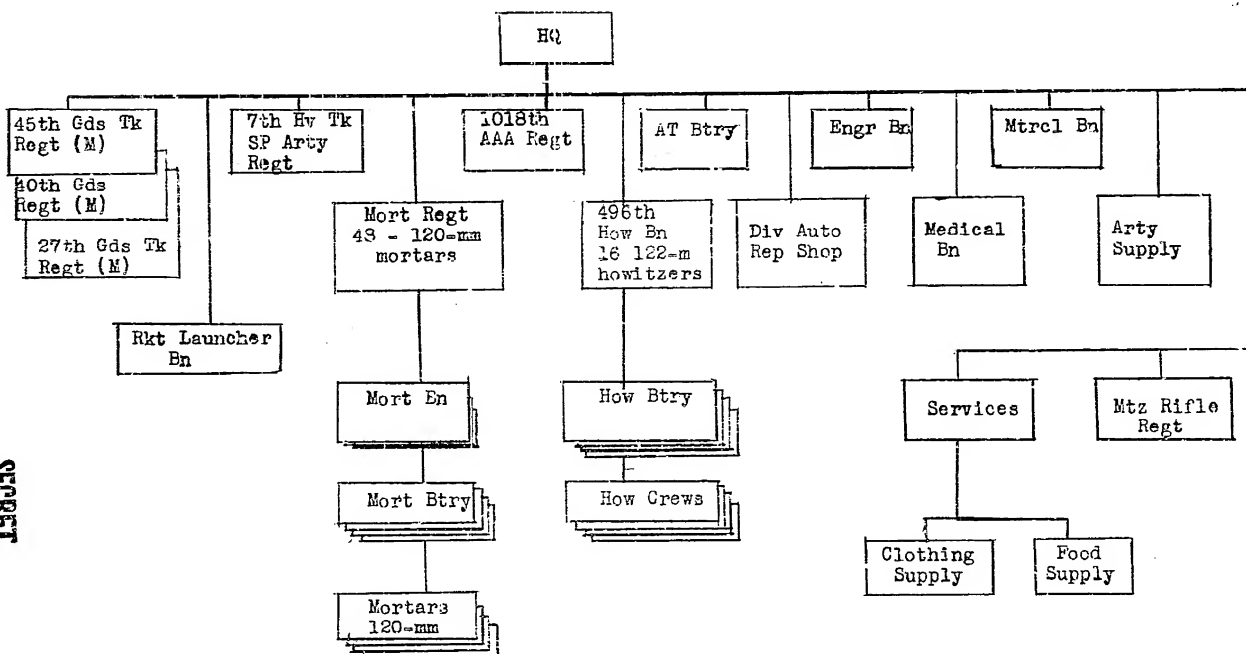 HQ
45th Gds Tk
Regt (M)
40th Gds
Regt (M)
27th Gds Tk
Regt (M)
7th Hv Tk
SP Arty
Regt
1018th
AAA Regt
AT Btry
Engr Bn
Mtrcl Bn
Mort Regt
43 - 120-mm
mortars
496th
How Bn
16 122-m
howitzers
Div Auto
Rep Shop
Medical
Bn
Arty
Supply
Rkt Launcher
Bn
Mort En
How Btry
Services
Mtz Rifle
Regt
Mort Btry
How Crews
Clothing
Supply
Food
Supply
Mortars
120-mm
SECRET